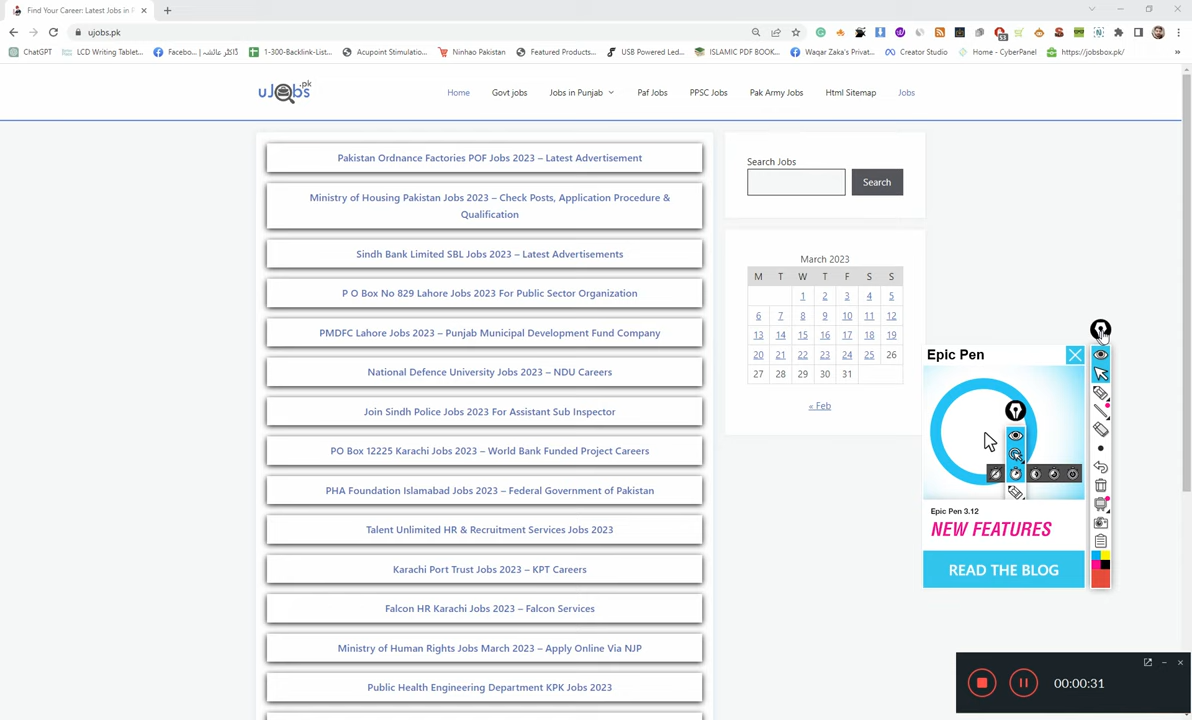 Find Your Career: Latest Jobs in P
ujobs.pk
ChatGPT
LCD Writing Tablet...
Facebo... | ڈاکٹر عائشہ...
1-800-Backlink-List...
Acupoint Stimulatio...
Ninhao Pakistan
Featured Products...
USB Powered Led...
ISLAMIC PDF BOOK...
Waqar Zaka's Privat...
Creator Studio
Home - CyberPanel
https://jobsbox.pk/
uJobs.pk
Home
Govt jobs
Jobs in Punjab
Paf Jobs
PPSC Jobs
Pak Army Jobs
Html Sitemap
Jobs
Pakistan Ordnance Factories POF Jobs 2023 – Latest Advertisement
Ministry of Housing Pakistan Jobs 2023 – Check Posts, Application Procedure &
Qualification
Sindh Bank Limited SBL Jobs 2023 – Latest Advertisements
P O Box No 829 Lahore Jobs 2023 For Public Sector Organization
PMDFC Lahore Jobs 2023 – Punjab Municipal Development Fund Company
National Defence University Jobs 2023 – NDU Careers
Join Sindh Police Jobs 2023 For Assistant Sub Inspector
PO Box 12225 Karachi Jobs 2023 – World Bank Funded Project Careers
PHA Foundation Islamabad Jobs 2023 – Federal Government of Pakistan
Talent Unlimited HR & Recruitment Services Jobs 2023
Karachi Port Trust Jobs 2023 – KPT Careers
Falcon HR Karachi Jobs 2023 – Falcon Services
Ministry of Human Rights Jobs March 2023 – Apply Online Via NJP
Public Health Engineering Department KPK Jobs 2023
Search Jobs
Search
March 2023
M T W T F S S
1 2 3 4 5
6 7 8 9 10 11 12
13 14 15 16 17 18 19
20 21 22 23 24 25 26
27 28 29 30 31
« Feb
Epic Pen
Epic Pen 3.12
NEW FEATURES
READ THE BLOG
00:00:31